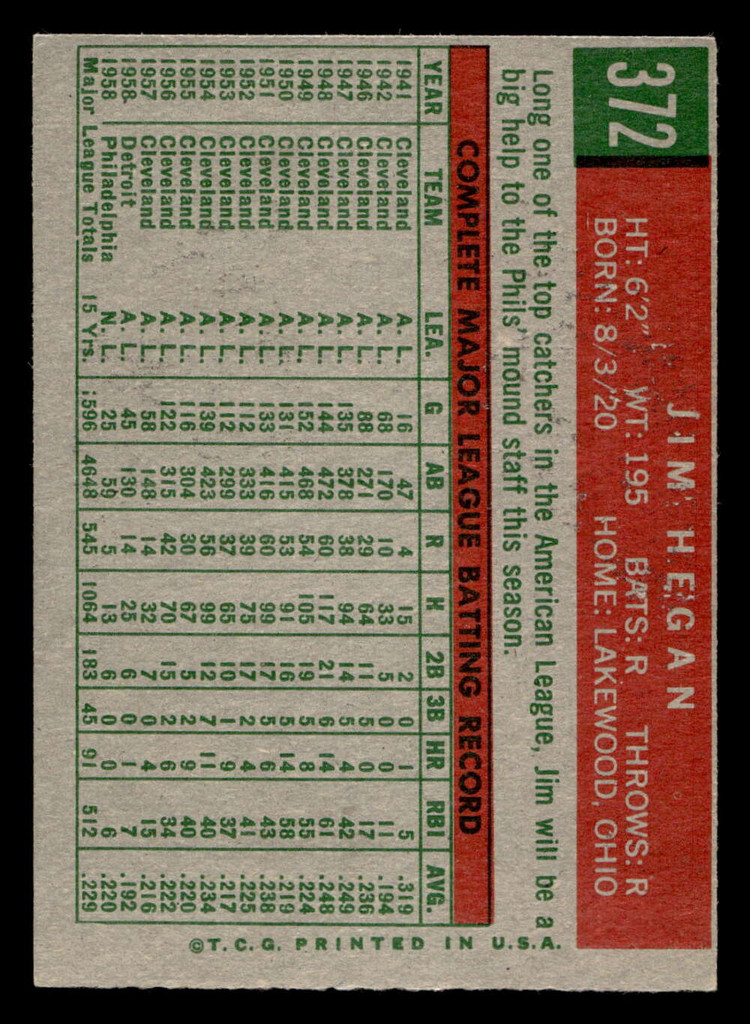 372
JIM HEGAN
HT: 6'2" WT: 195 BATS: R THROWS: R
BORN: 8/3/20 HOME: LAKEWOOD, OHIO
Long one of the top catchers in the American League, Jim will be a
big help to the Phils' mound staff this season.
COMPLETE MAJOR LEAGUE BATTING RECORD
YEAR TEAM LEA. G AB R H 2B 3B HR RBI AVG.
1941 Cleveland A. L. 16 47 4 15 2 0 1 5 .319
1942 Cleveland A. L. 68 170 10 33 5 0 0 11 .194
1946 Cleveland A. L. 88 271 29 64 11 5 0 17 .236
1947 Cleveland A. L. 135 378 38 94 14 5 4 42 .249
1948 Cleveland A. L. 144 472 60 117 21 6 14 61 .248
1949 Cleveland A. L. 152 468 54 105 19 5 8 55 .224
1950 Cleveland A. L. 131 415 53 91 16 5 14 58 .219
1951 Cleveland A. L. 133 416 60 99 17 5 6 43 .238
1952 Cleveland A. L. 112 333 39 75 17 2 4 41 .225
1953 Cleveland A. L. 112 299 37 65 10 1 9 37 .217
1954 Cleveland A. L. 139 423 56 99 12 7 11 40 .234
1955 Cleveland A. L. 116 304 30 67 5 2 9 40 .220
1956 Cleveland A. L. 122 315 42 70 15 2 6 34 .222
1957 Cleveland A. L. 58 148 14 32 7 0 4 15 .216
1958 Detroit A. L. 45 130 14 25 6 0 1 7 .192
1958 Philadelphia N. L. 25 59 5 13 6 0 0 6 .220
Major League Totals 15 Yrs. 1596 4648 545 1064 183 45 91 512 .229
©T.C.G. PRINTED IN U.S.A.